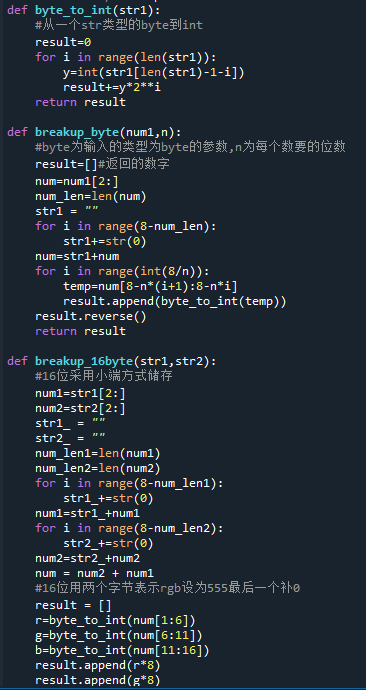 def byte_to_int(str1):
    #从一个str类型的byte到int
    result=0
    for i in range(len(str1)):
        y=int(str1[len(str1)-1-i])
        result+=y*2**i
    return result
def breakup_byte(num1,n):
    #byte为输入的类型为byte的参数,n为每个数要的位数
    result=[]#返回的数字
    num=num1[2:]
    num_len=len(num)
    str1 = ""
    for i in range(8-num_len):
        str1+=str(0)
    num=str1+num
    for i in range(int(8/n)):
        temp=num[8-n*(i+1):8-n*i]
        result.append(byte_to_int(temp))
    result.reverse()
    return result
def breakup_16byte(str1,str2):
    #16位采用小端方式储存
    num1=str1[2:]
    num2=str2[2:]
    str1_ = ""
    str2_ = ""
    num_len1=len(num1)
    num_len2=len(num2)
    for i in range(8-num_len1):
        str1_+=str(0)
    num1=str1_+num1
    for i in range(8-num_len2):
        str2_+=str(0)
    num2=str2_+num2
    num = num2 + num1
    #16位用两个字节表示rgb设为555最后一个补0
    result = []
    r=byte_to_int(num[1:6])
    g=byte_to_int(num[6:11])
    b=byte_to_int(num[11:16])
    result.append(r*8)
    result.append(g*8)